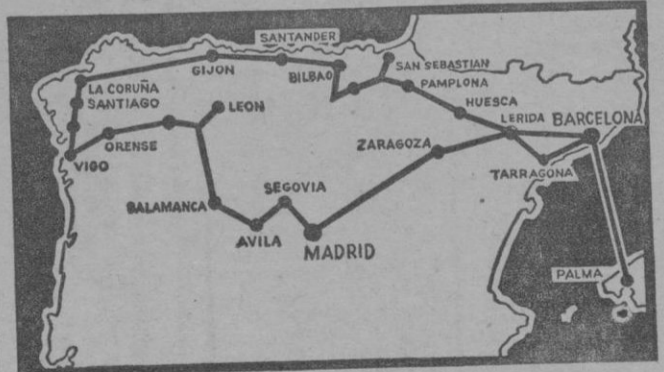 SANTANDER
GIJON
BILBAO
SAN SEBASTIAN
PAMPLONA
LA CORUÑA
SANTIAGO
LEON
HUESCA
LERIDA
BARCELONA
ORENSE
VIGO
ZARAGOZA
TARRAGONA
SEGOVIA
SALAMANCA
AVILA
MADRID
PALMA